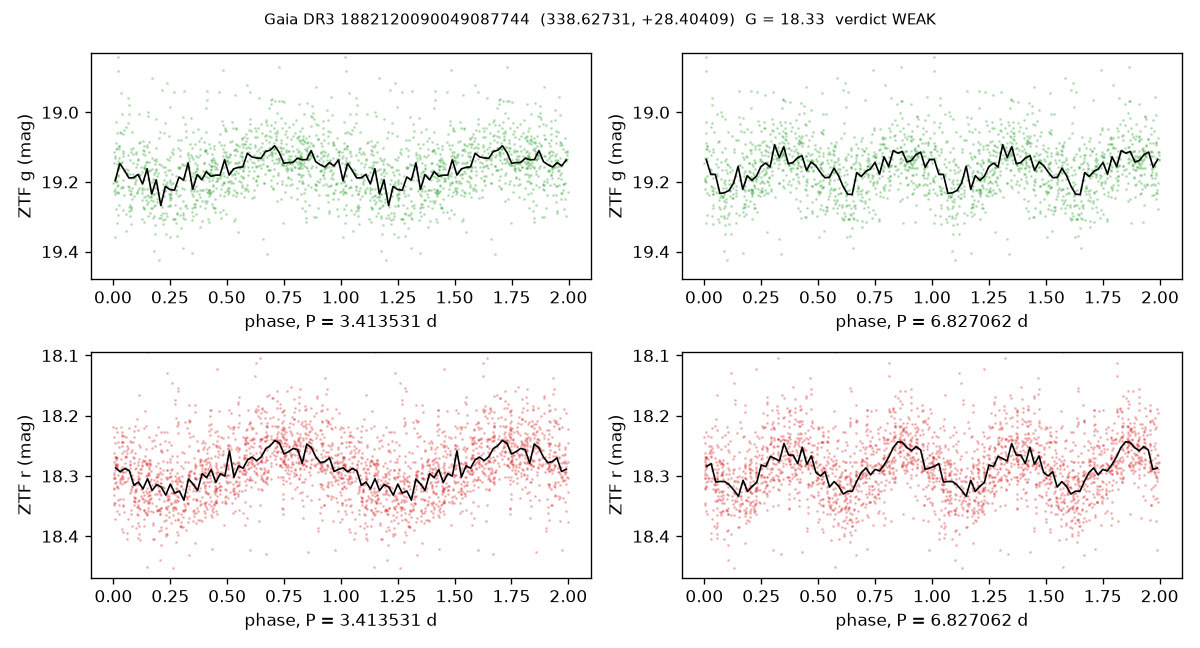 Gaia DR3 1882120090049087744  (338.62731, +28.40409)  G = 18.33  verdict WEAK
ZTF g (mag)
19.0
19.2
19.4
0.00 0.25 0.50 0.75 1.00 1.25 1.50 1.75 2.00
phase, P = 3.413531 d
ZTF g (mag)
19.0
19.2
19.4
0.00 0.25 0.50 0.75 1.00 1.25 1.50 1.75 2.00
phase, P = 6.827062 d
ZTF r (mag)
18.1
18.2
18.3
18.4
0.00 0.25 0.50 0.75 1.00 1.25 1.50 1.75 2.00
phase, P = 3.413531 d
ZTF r (mag)
18.1
18.2
18.3
18.4
0.00 0.25 0.50 0.75 1.00 1.25 1.50 1.75 2.00
phase, P = 6.827062 d